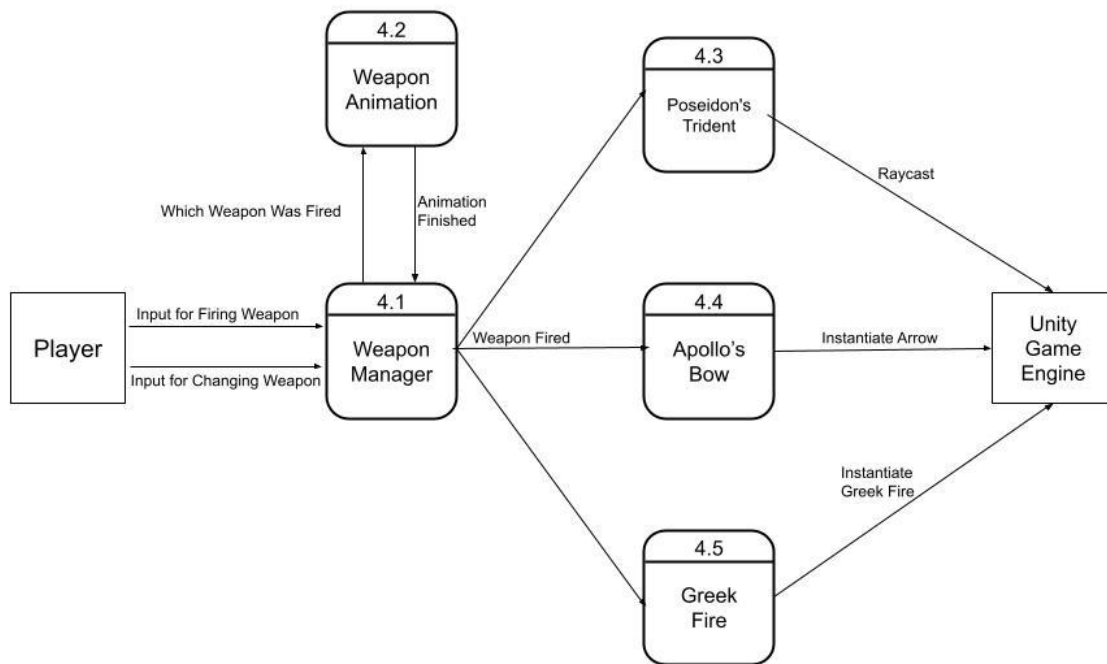 4.2
Weapon
Animation
4.3
Poseidon's
Trident
Which Weapon Was Fired
Animation
Finished
Raycast
Player
Input for Firing Weapon
Input for Changing Weapon
4.1
Weapon
Manager
Weapon Fired
4.4
Apollo’s
Bow
Instantiate Arrow
Unity
Game
Engine
Instantiate
Greek Fire
4.5
Greek
Fire